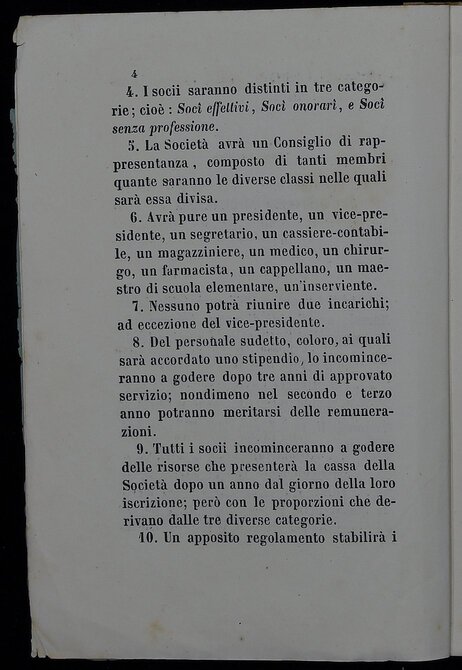 4
4. I socii saranno distinti in tre catego-
rie; cioè: Socì effettivi, Socì onorarì, e Socì
senza professione.
5. La Società avrà un Consiglio di rap-
presentanza, composto di tanti membri
quante saranno le diverse classi nelle quali
sarà essa divisa.
6. Avrà pure un presidente, un vice-pre-
sidente, un segretario, un cassiere-contabi-
le, un magazziniere, un medico, un chirur-
go, un farmacista, un cappellano, un mae-
stro di scuola elementare, un'inserviente.
7. Nessuno potrà riunire due incarichi;
ad eccezione del vice-presidente.
8. Del personale sudetto, coloro, ai quali
sarà accordato uno stipendio, lo incomince-
ranno a godere dopo tre anni di approvato
servizio; nondimeno nel secondo e terzo
anno potranno meritarsi delle remunera-
zioni.
9. Tutti i socii incominceranno a godere
delle risorse che presenterà la cassa della
Società dopo un anno dal giorno della loro
iscrizione; però con le proporzioni che de-
rivano dalle tre diverse categorie.
10. Un apposito regolamento stabilirà i